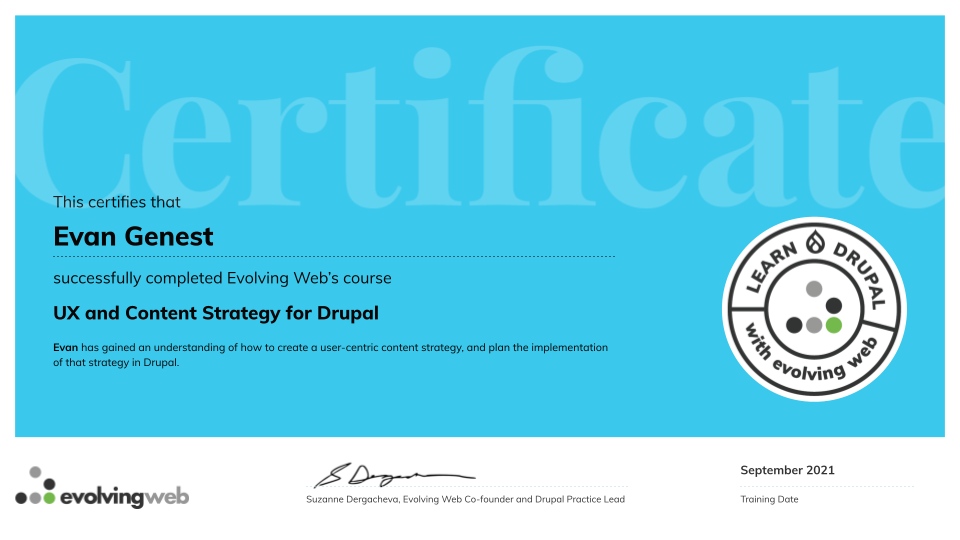 Certificate
This certifies that
Evan Genest
successfully completed Evolving Web's course
UX and Content Strategy for Drupal
Evan has gained an understanding of how to create a user-centric content strategy, and plan the implementation
of that strategy in Drupal.
LEARN DRUPAL
with evolving web
evolvingweb
S Dergacheva
Suzanne Dergacheva, Evolving Web Co-founder and Drupal Practice Lead
September 2021
Training Date